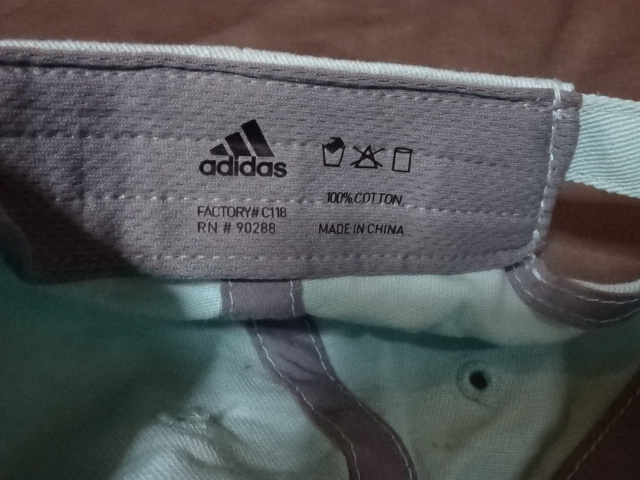 adidas
FACTORY# C118
RN # 90288
100% COTTON
MADE IN CHINA